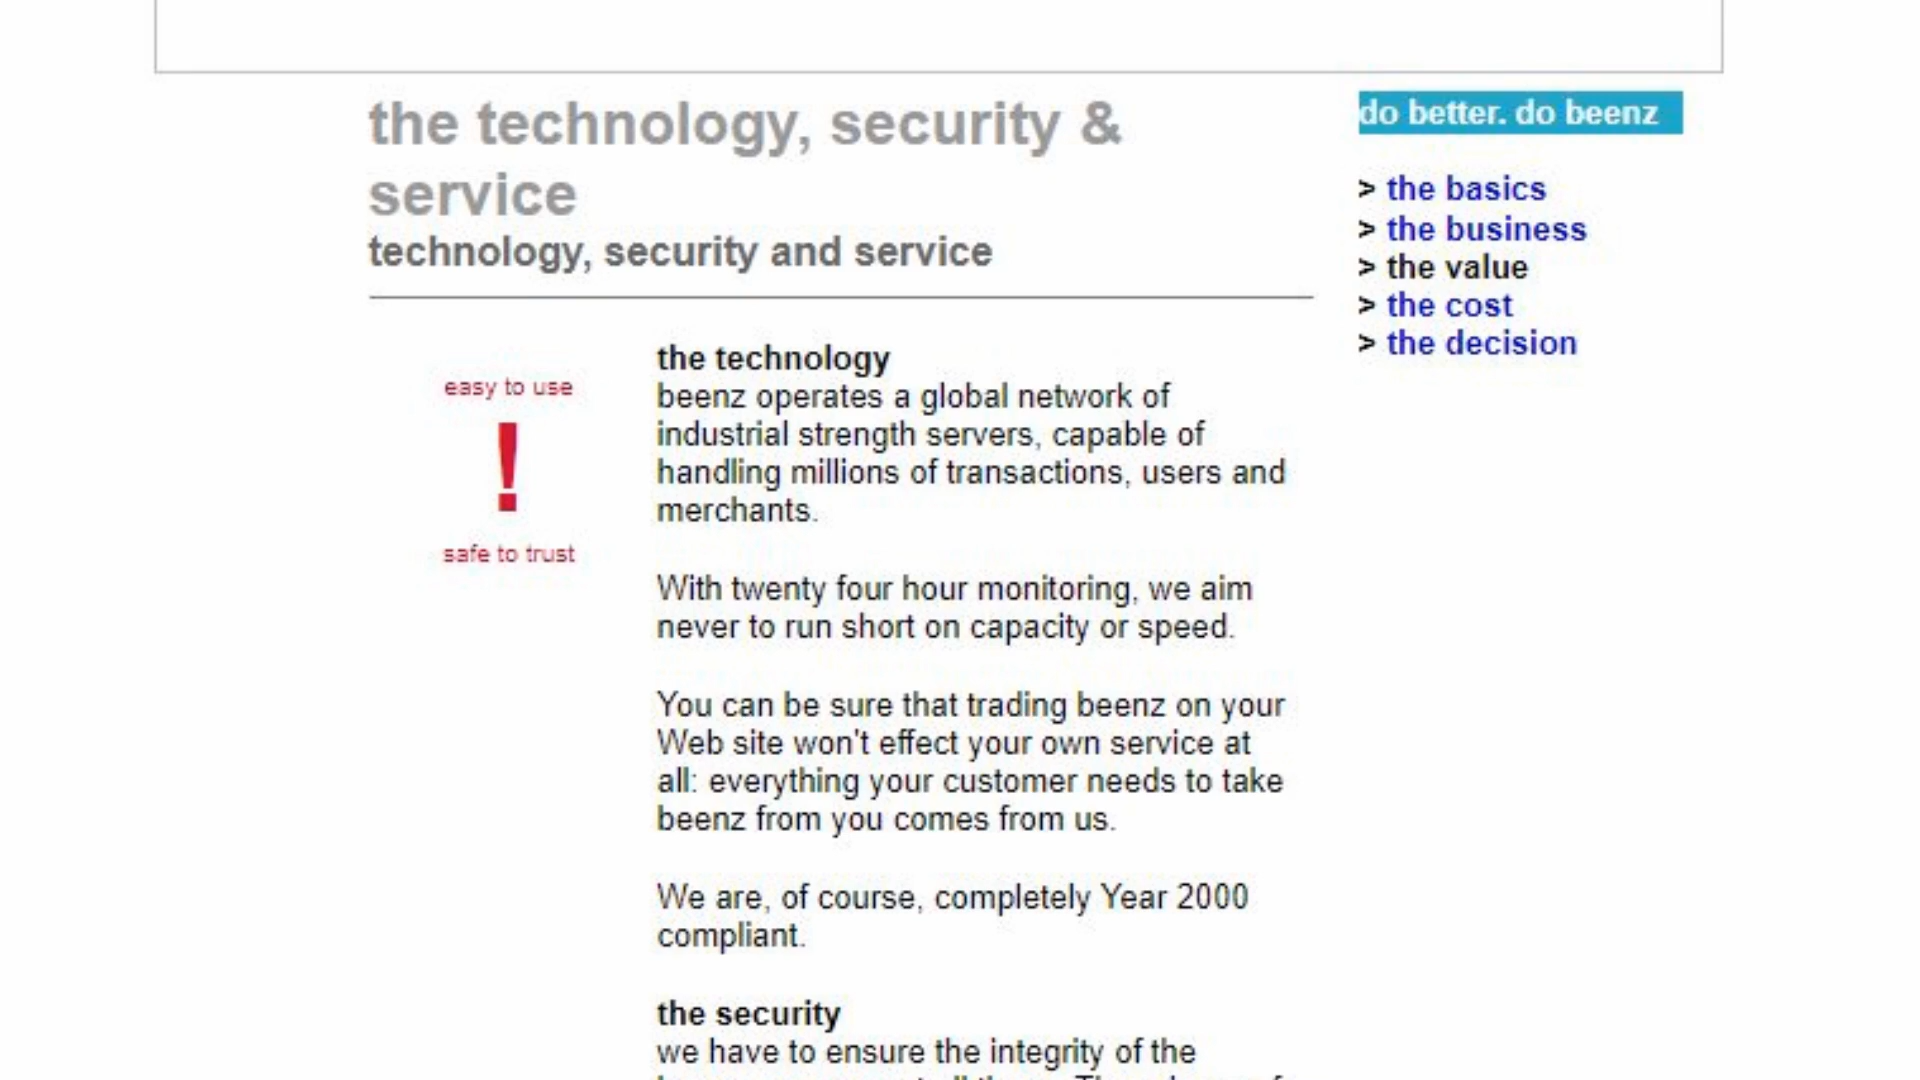 the technology, security &
service
technology, security and service
do better. do beenz
> the basics
> the business
> the value
> the cost
> the decision
easy to use
!
safe to trust
the technology
beenz operates a global network of
industrial strength servers, capable of
handling millions of transactions, users and
merchants.
With twenty four hour monitoring, we aim
never to run short on capacity or speed.
You can be sure that trading beenz on your
Web site won't effect your own service at
all: everything your customer needs to take
beenz from you comes from us.
We are, of course, completely Year 2000
compliant.
the security
we have to ensure the integrity of the